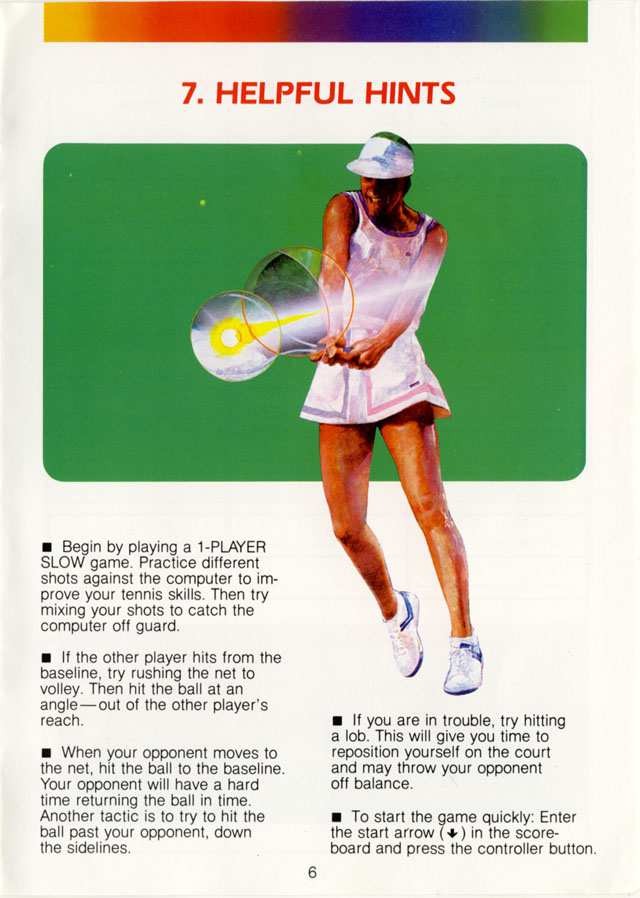 7. HELPFUL HINTS
■ Begin by playing a 1-PLAYER
SLOW game. Practice different
shots against the computer to im-
prove your tennis skills. Then try
mixing your shots to catch the
computer off guard.
■ If the other player hits from the
baseline, try rushing the net to
volley. Then hit the ball at an
angle—out of the other player's
reach.
■ When your opponent moves to
the net, hit the ball to the baseline.
Your opponent will have a hard
time returning the ball in time.
Another tactic is to try to hit the
ball past your opponent, down
the sidelines.
■ If you are in trouble, try hitting
a lob. This will give you time to
reposition yourself on the court
and may throw your opponent
off balance.
■ To start the game quickly: Enter
the start arrow (↓) in the score-
board and press the controller button.
6